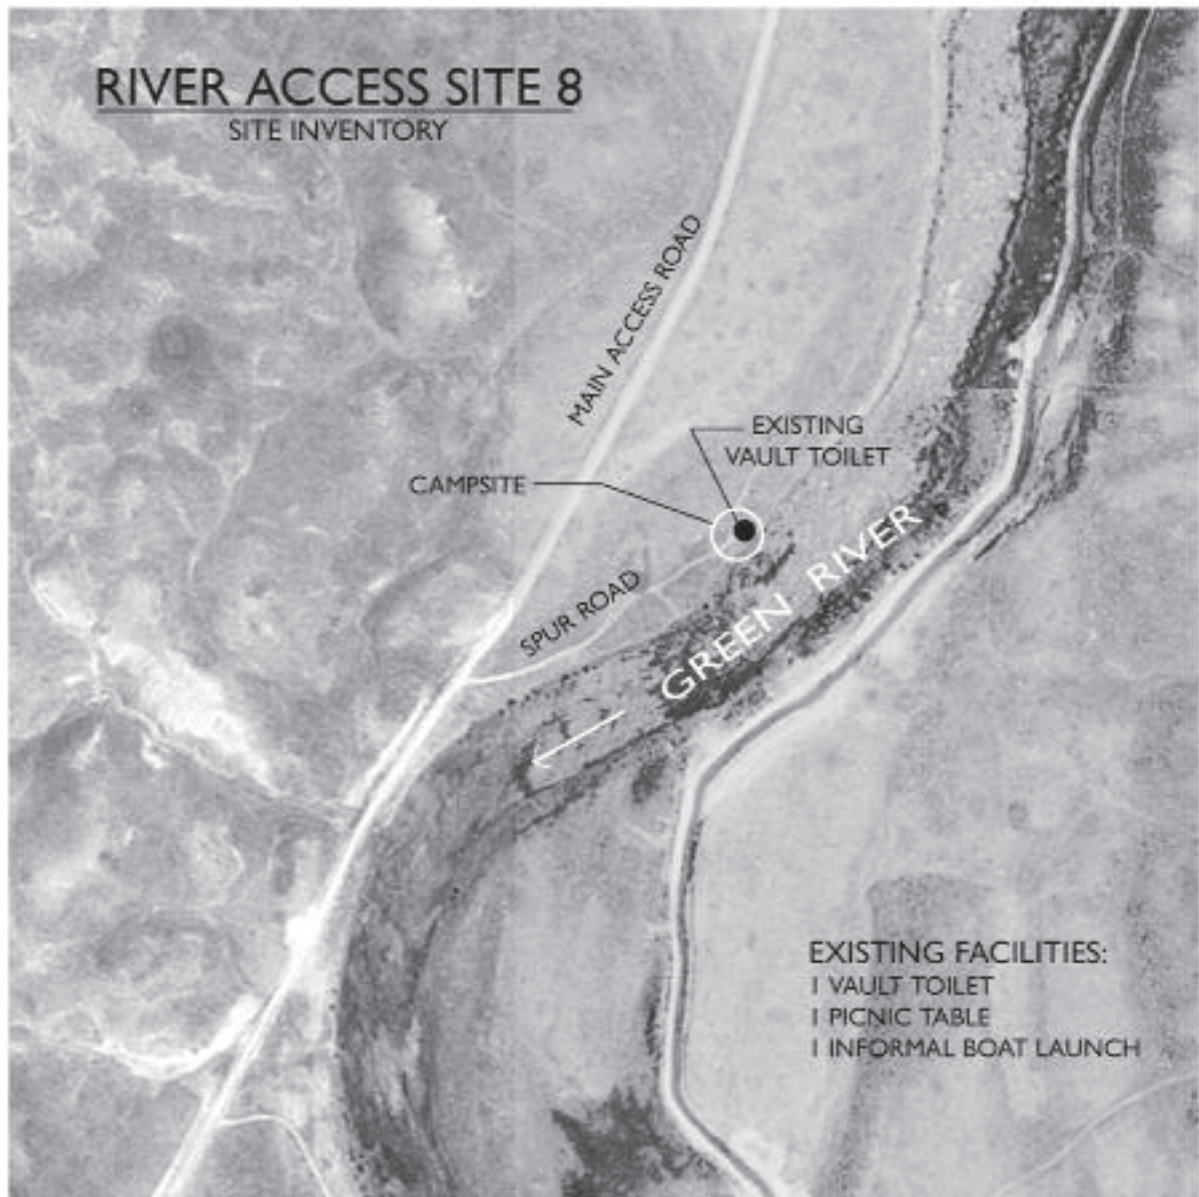 RIVER ACCESS SITE 8
SITE INVENTORY
MAIN ACCESS ROAD
EXISTING
VAULT TOILET
CAMPSITE
SPUR ROAD
GREEN RIVER
EXISTING FACILITIES:
1 VAULT TOILET
1 PICNIC TABLE
1 INFORMAL BOAT LAUNCH